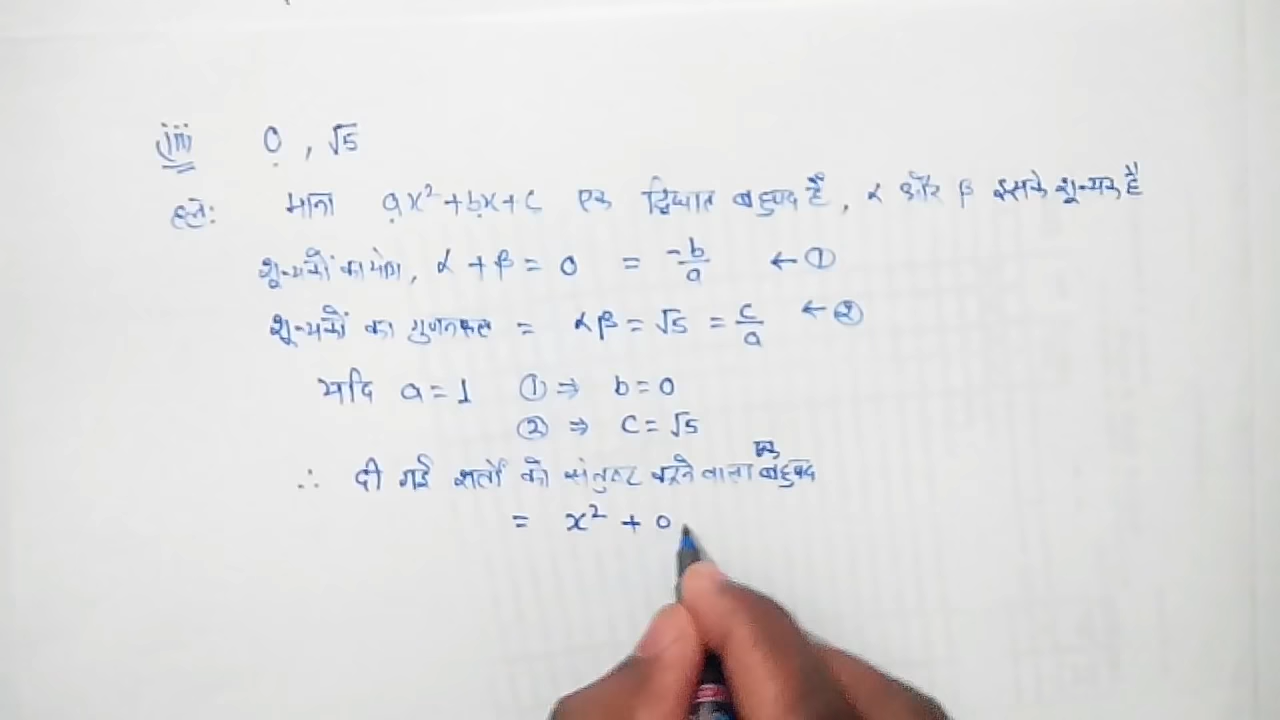 (iii) 0 , √5
हल: माना ax²+bx+c एक द्विघात बहुपद है, α और β इसके शून्यक है
शून्यकों का योग, α + β = 0 = -b/a ← ①
शून्यकों का गुणनफल = αβ = √5 = c/a ← ②
यदि a = 1 ① ⇒ b = 0
② ⇒ c = √5
∴ दी गई शर्तों को संतुष्ट करने वाला एक बहुपद
= x² + 0